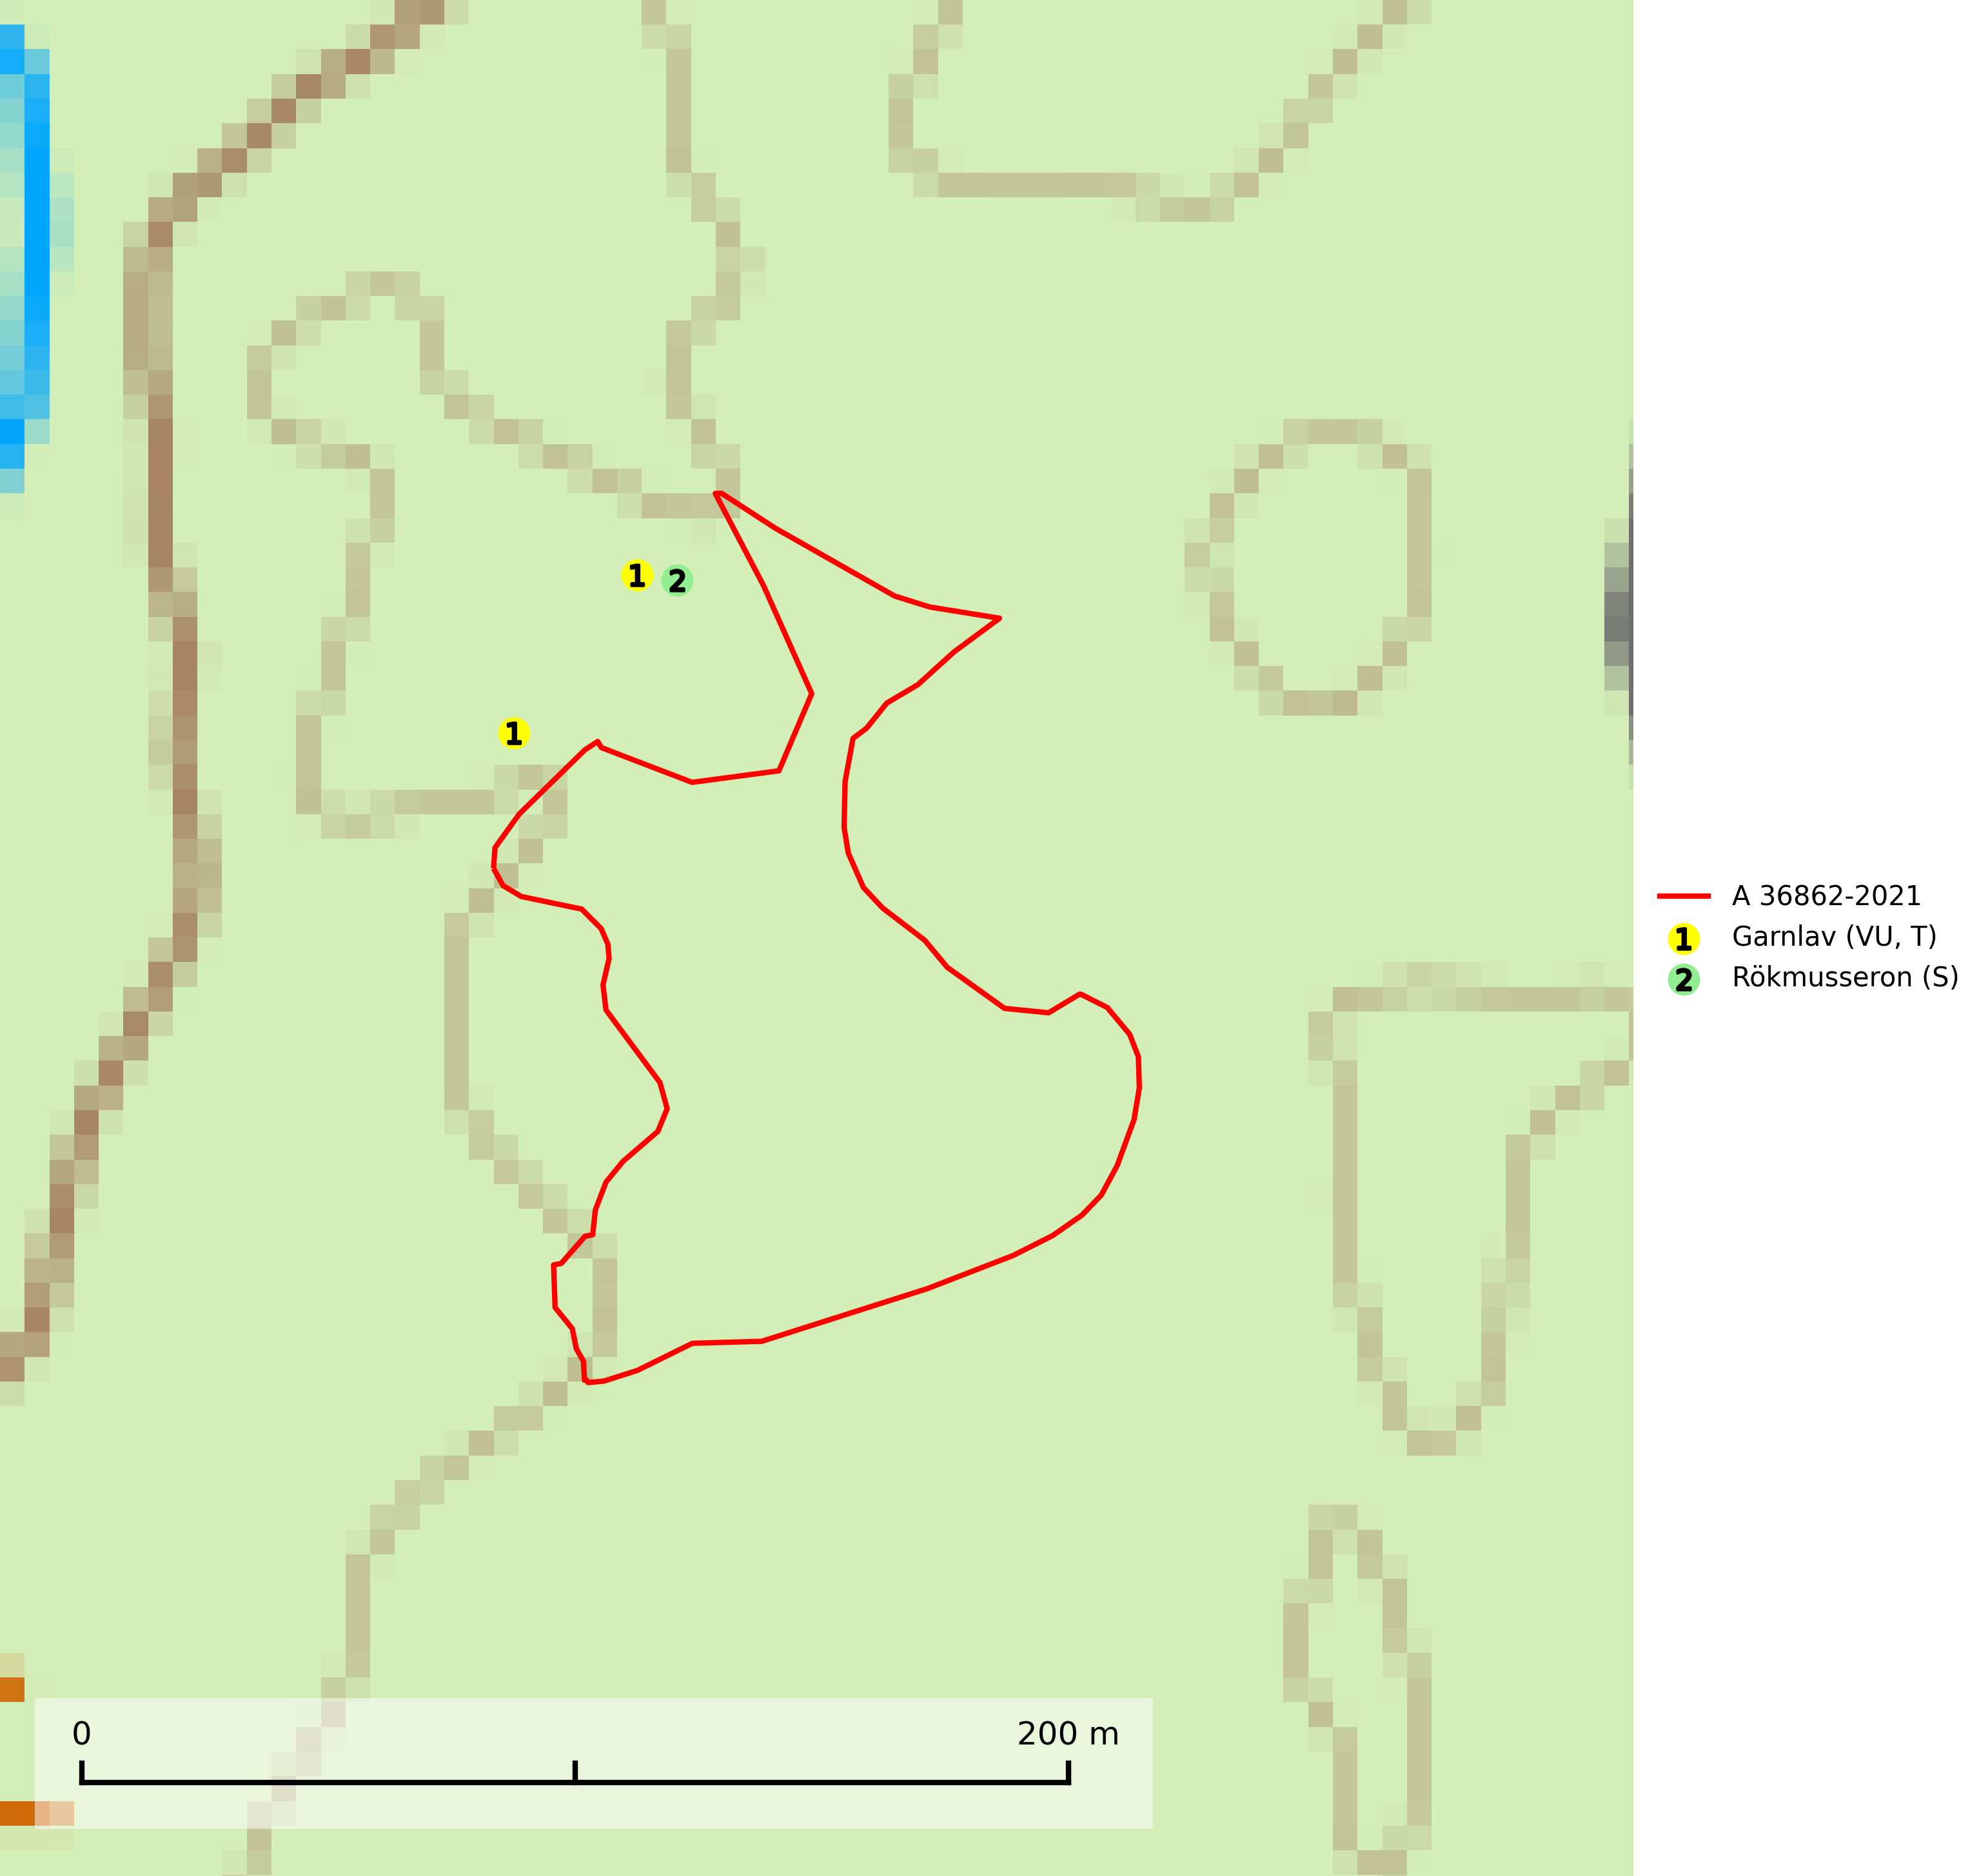 1 2
1
A 36862-2021
1 Garnlav (VU, T)
2 Rökmusseron (S)
0 200 m